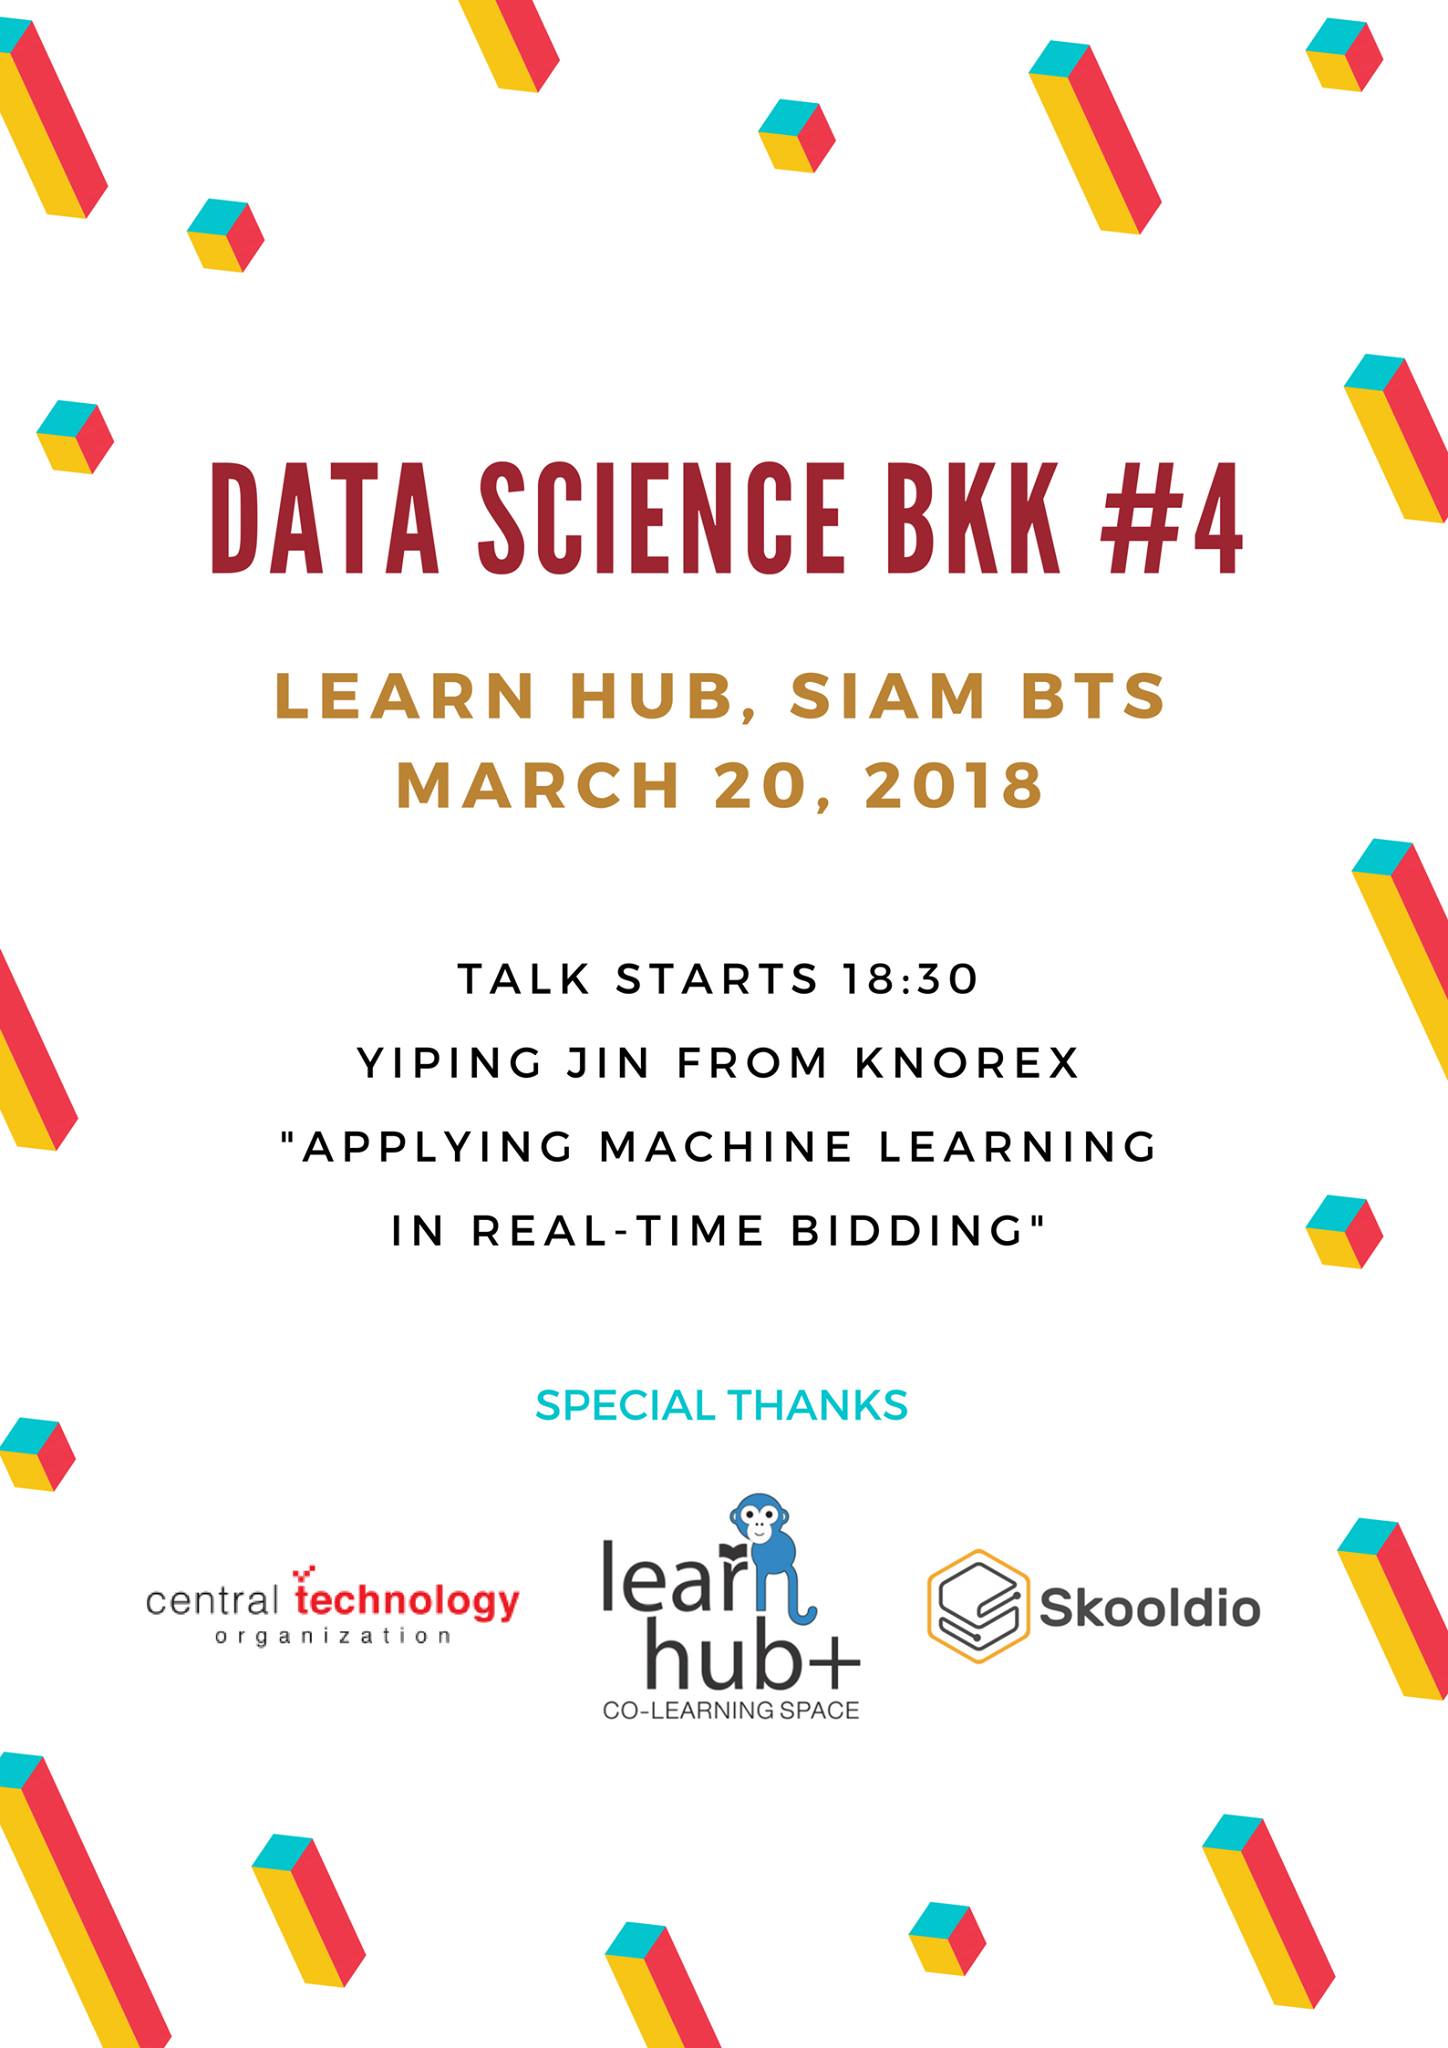 DATA SCIENCE BKK #4
LEARN HUB, SIAM BTS
MARCH 20, 2018
TALK STARTS 18:30
YIPING JIN FROM KNOREX
"APPLYING MACHINE LEARNING
IN REAL-TIME BIDDING"
SPECIAL THANKS
central technology
organization
learn
hub+
CO-LEARNING SPACE
Skooldio